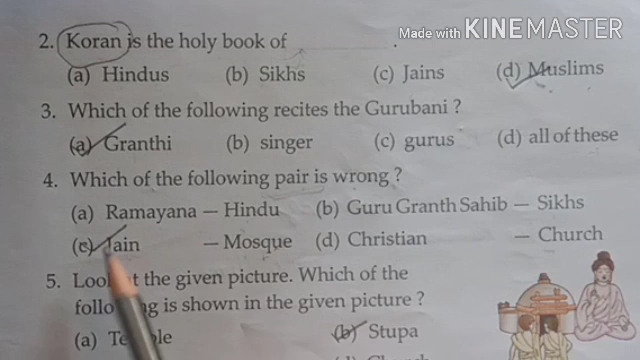 Made with KINEMASTER
2. Koran is the holy book of .
(a) Hindus (b) Sikhs (c) Jains (d) Muslims
3. Which of the following recites the Gurubani ?
(a) Granthi (b) singer (c) gurus (d) all of these
4. Which of the following pair is wrong ?
(a) Ramayana — Hindu (b) Guru Granth Sahib — Sikhs
(c) Jain — Mosque (d) Christian — Church
5. Look at the given picture. Which of the
following is shown in the given picture ?
(a) Temple (b) Stupa